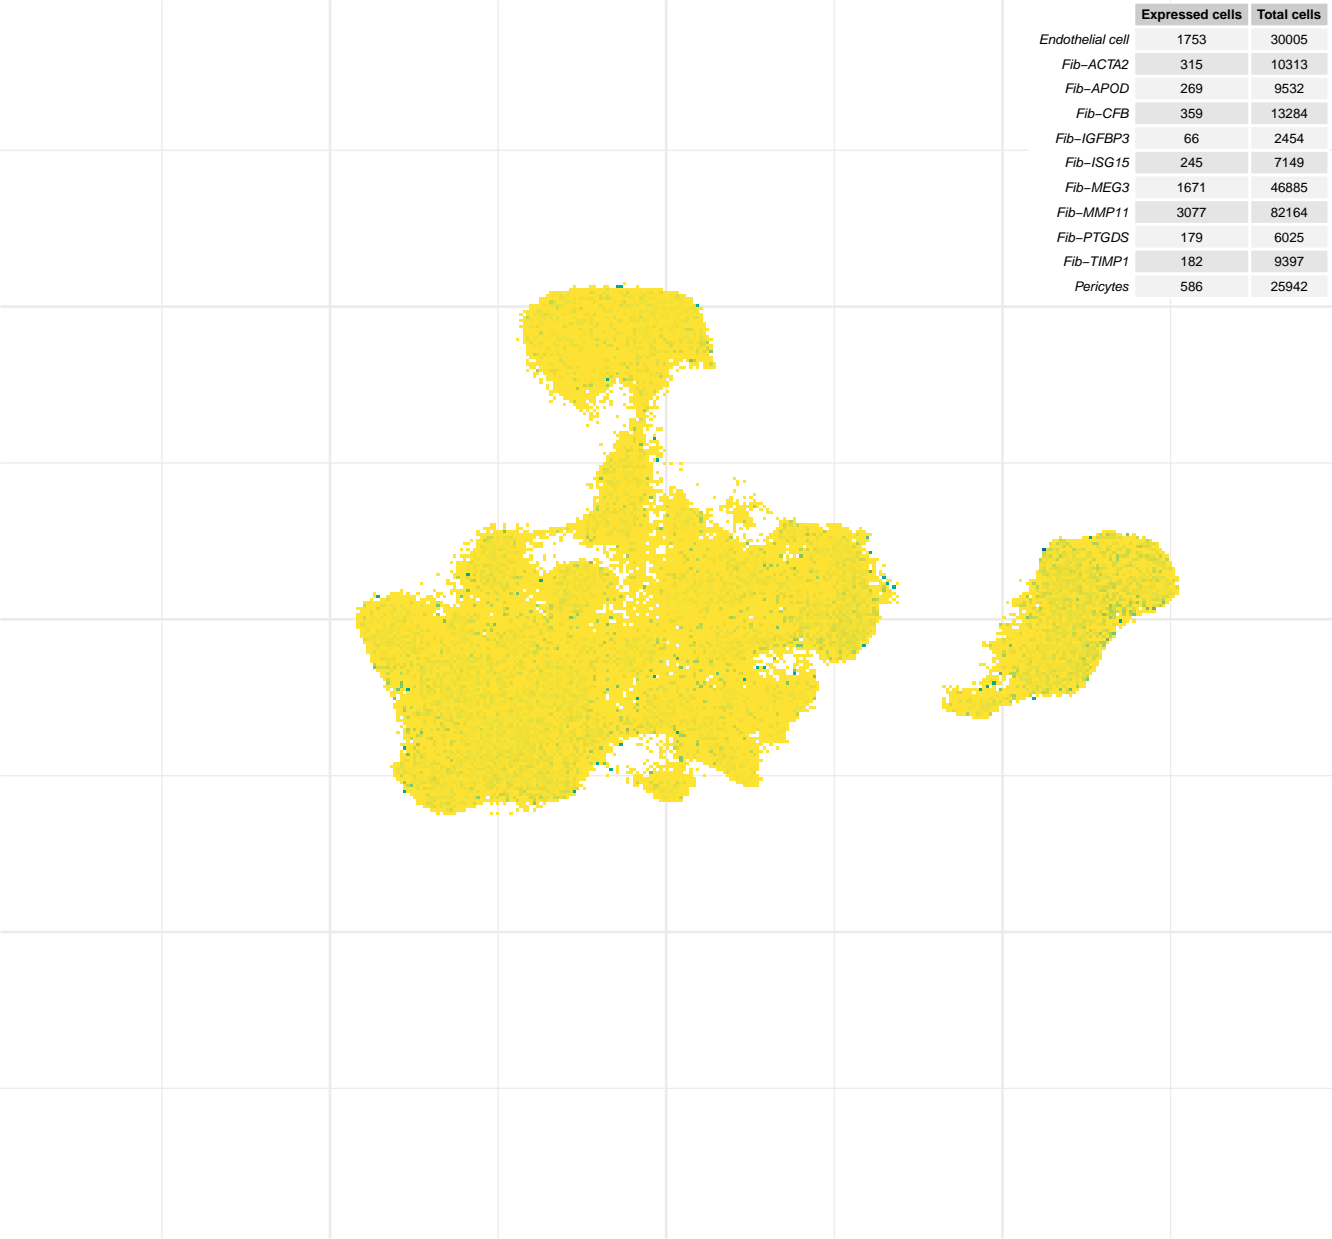 Expressed cells Total cells
Endothelial cell 1753 30005
Fib−ACTA2 315 10313
Fib−APOD 269 9532
Fib−CFB 359 13284
Fib−IGFBP3 66 2454
Fib−ISG15 245 7149
Fib−MEG3 1671 46885
Fib−MMP11 3077 82164
Fib−PTGDS 179 6025
Fib−TIMP1 182 9397
Pericytes 586 25942